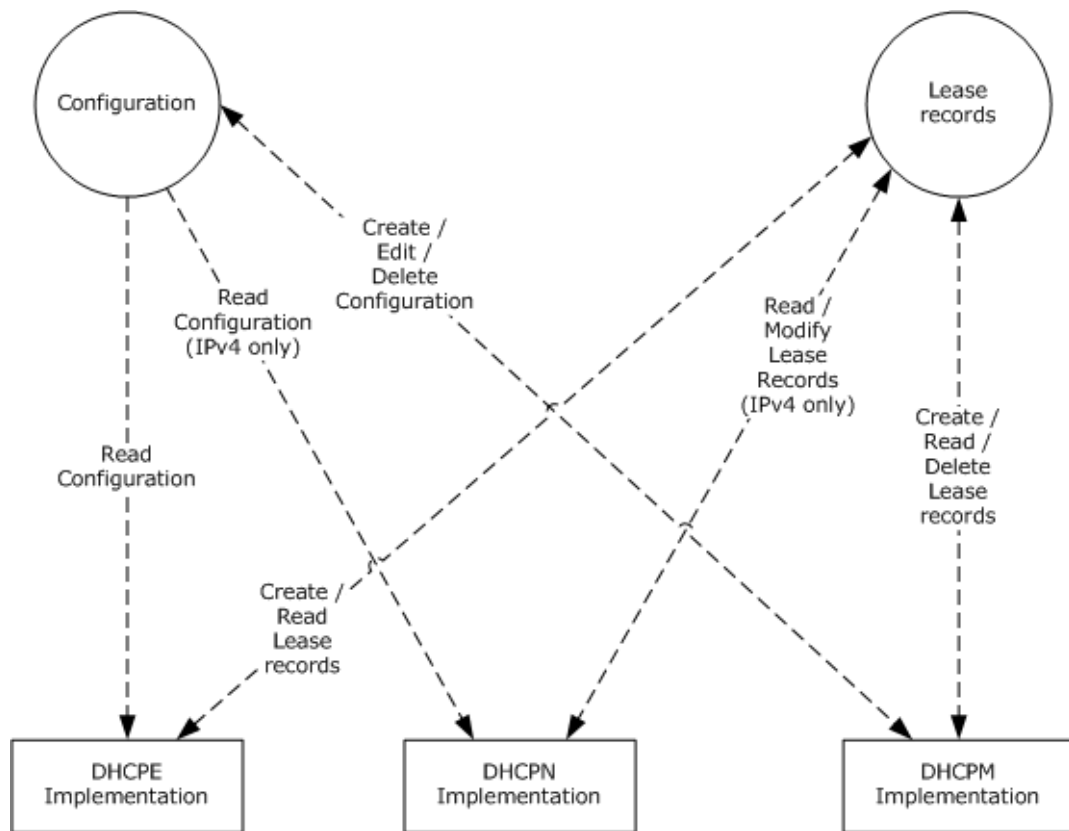 Configuration
Lease
records
Create /
Edit /
Delete
Configuration
Read
Configuration
(IPv4 only)
Read /
Modify
Lease
Records
(IPv4 only)
Read
Configuration
Create /
Read /
Delete
Lease
records
Create /
Read
Lease
records
DHCPE
Implementation
DHCPN
Implementation
DHCPM
Implementation